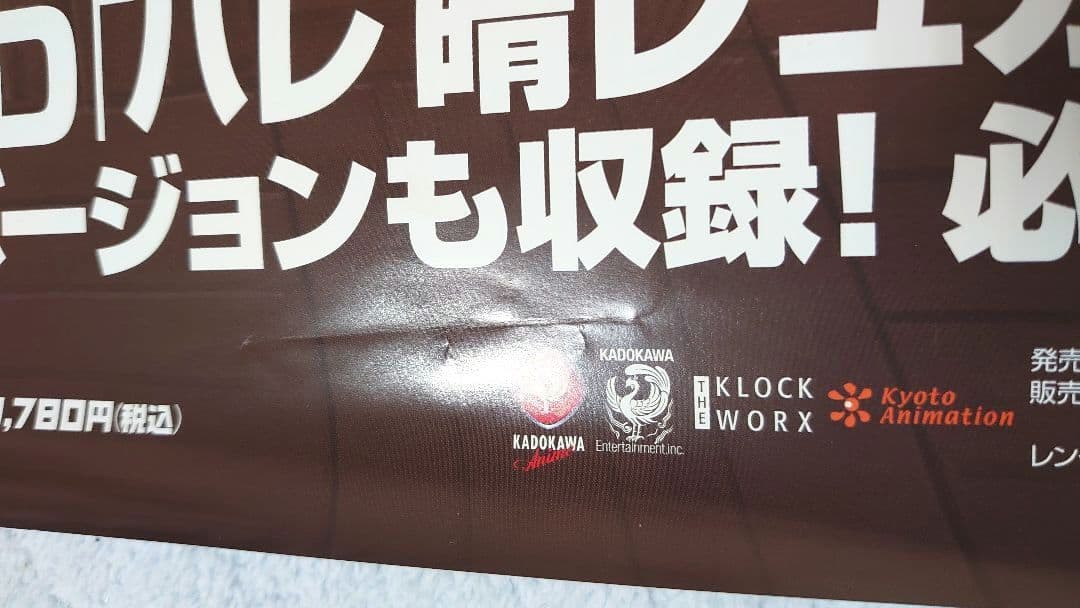 「ハレ晴レユカ
ージョンも収録! 必
,780円(税込)
KADOKAWA
Anime
KADOKAWA
Entertainment.inc.
THE
KLOCK
WORX
Kyoto
Animation
発売
販売
レン